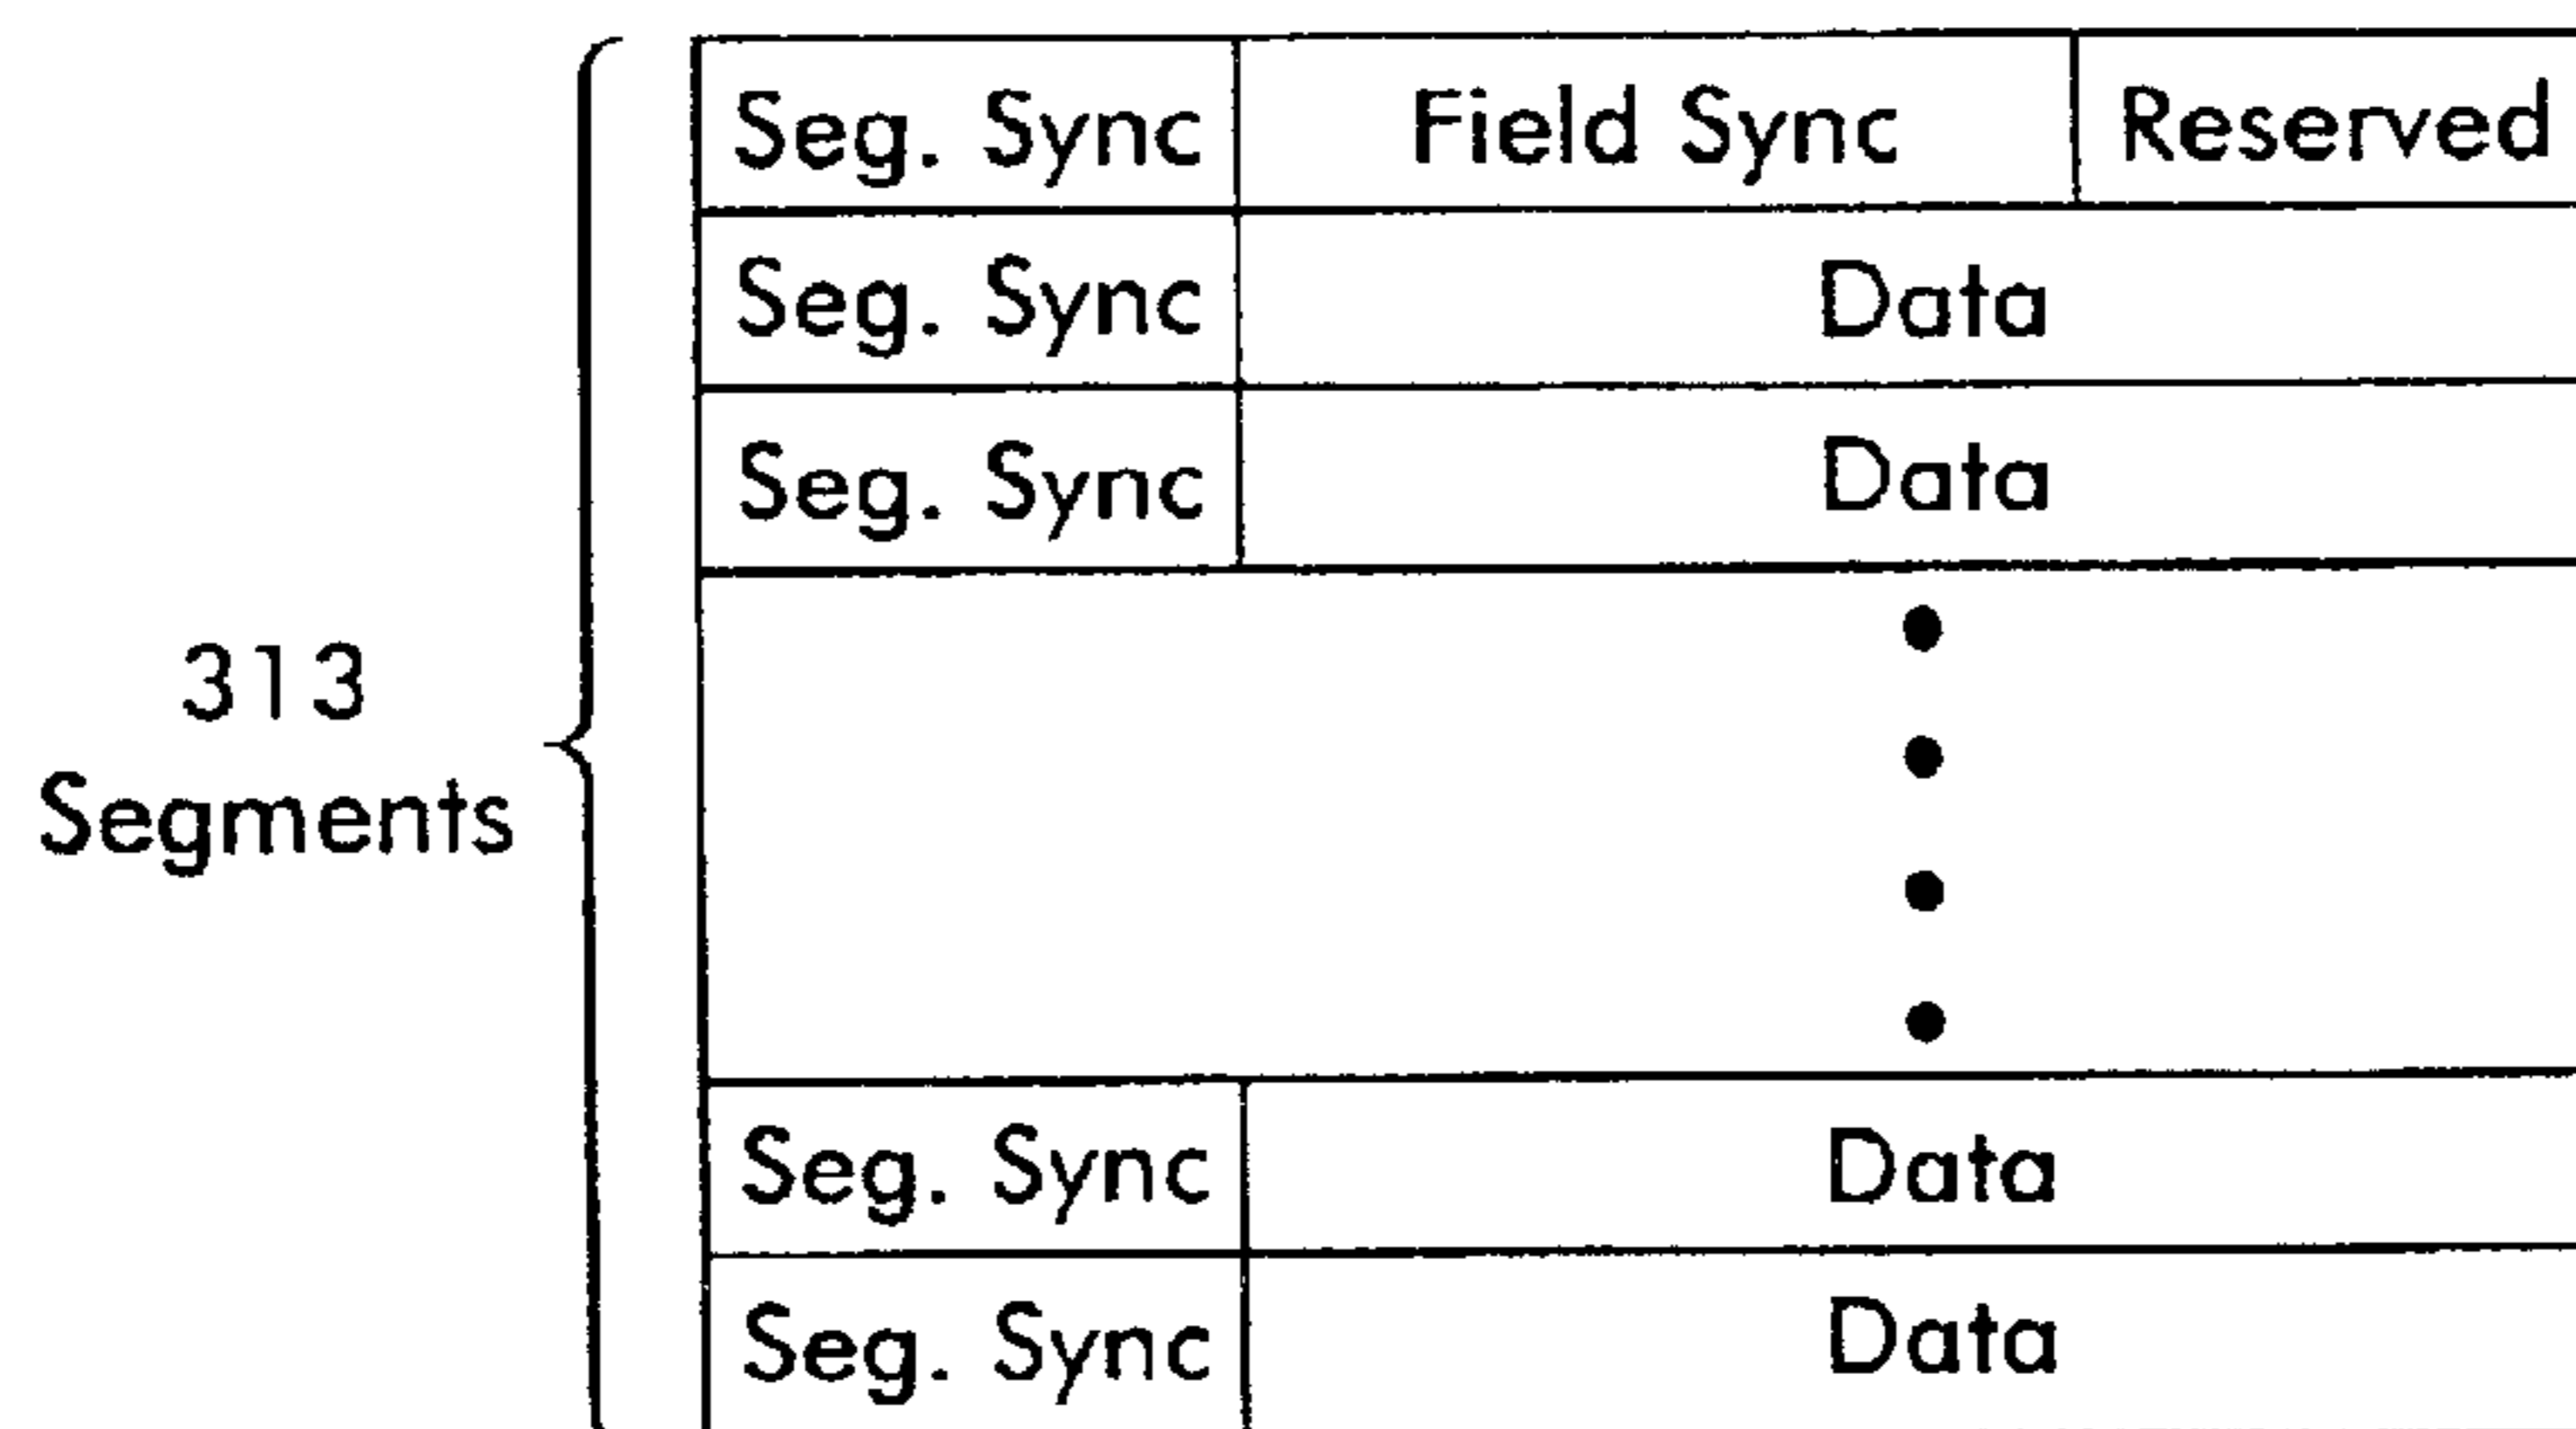 Seg. Sync Field Sync Reserved
Seg. Sync Data
Seg. Sync Data
313
Segments
Seg. Sync Data
Seg. Sync Data